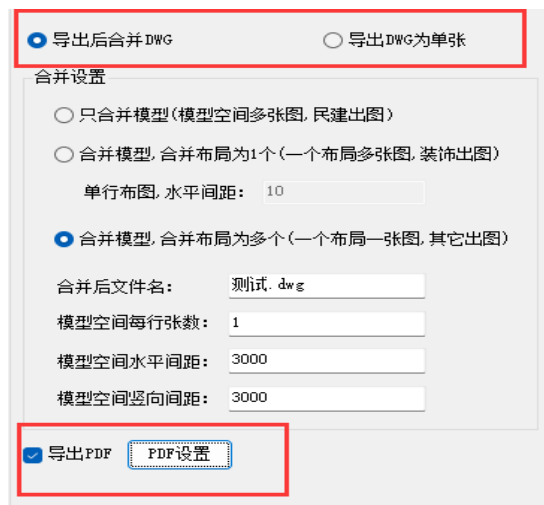 导出后合并DWG 导出DWG为单张
合并设置
只合并模型(模型空间多张图,民建出图)
合并模型,合并布局为1个(一个布局多张图,装饰出图)
单行布图,水平间距: 10
合并模型,合并布局为多个(一个布局一张图,其它出图)
合并后文件名: 测试.dwg
模型空间每行张数: 1
模型空间水平间距: 3000
模型空间竖向间距: 3000
导出PDF PDF设置